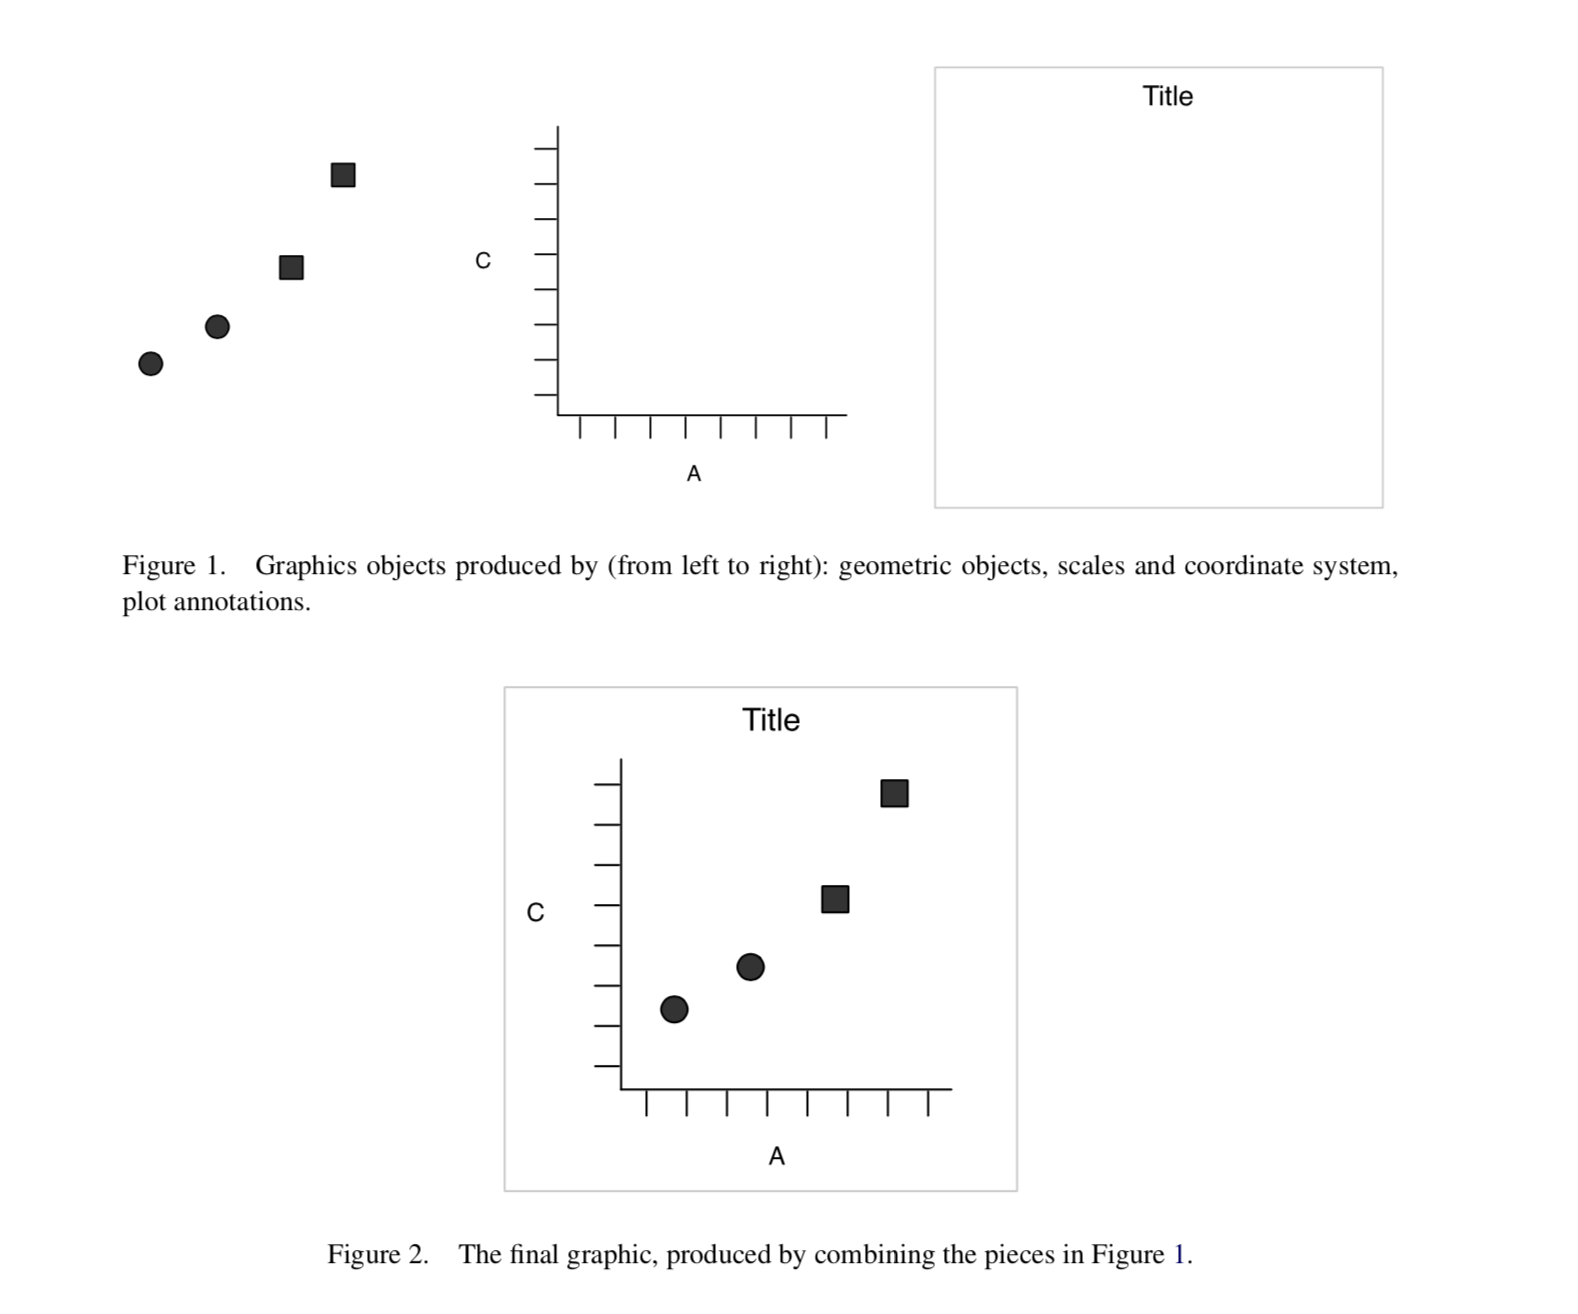 Title
C
A
Figure 1. Graphics objects produced by (from left to right): geometric objects, scales and coordinate system,
plot annotations.
Title
C
A
Figure 2. The final graphic, produced by combining the pieces in Figure 1.